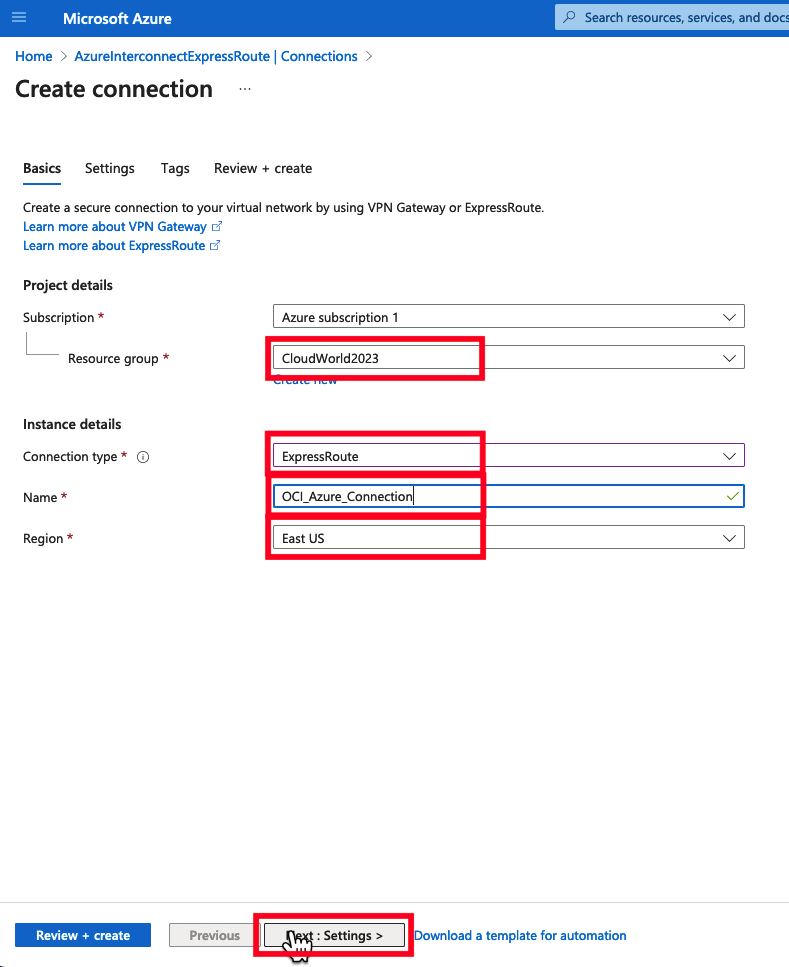 Microsoft Azure
Search resources, services, and docs
Home > AzureInterconnectExpressRoute | Connections >
Create connection ...
Basics Settings Tags Review + create
Create a secure connection to your virtual network by using VPN Gateway or ExpressRoute.
Learn more about VPN Gateway
Learn more about ExpressRoute
Project details
Subscription * Azure subscription 1
Resource group * CloudWorld2023
Create new
Instance details
Connection type * ExpressRoute
Name * OCI_Azure_Connection
Region * East US
Review + create Previous Next : Settings > Download a template for automation